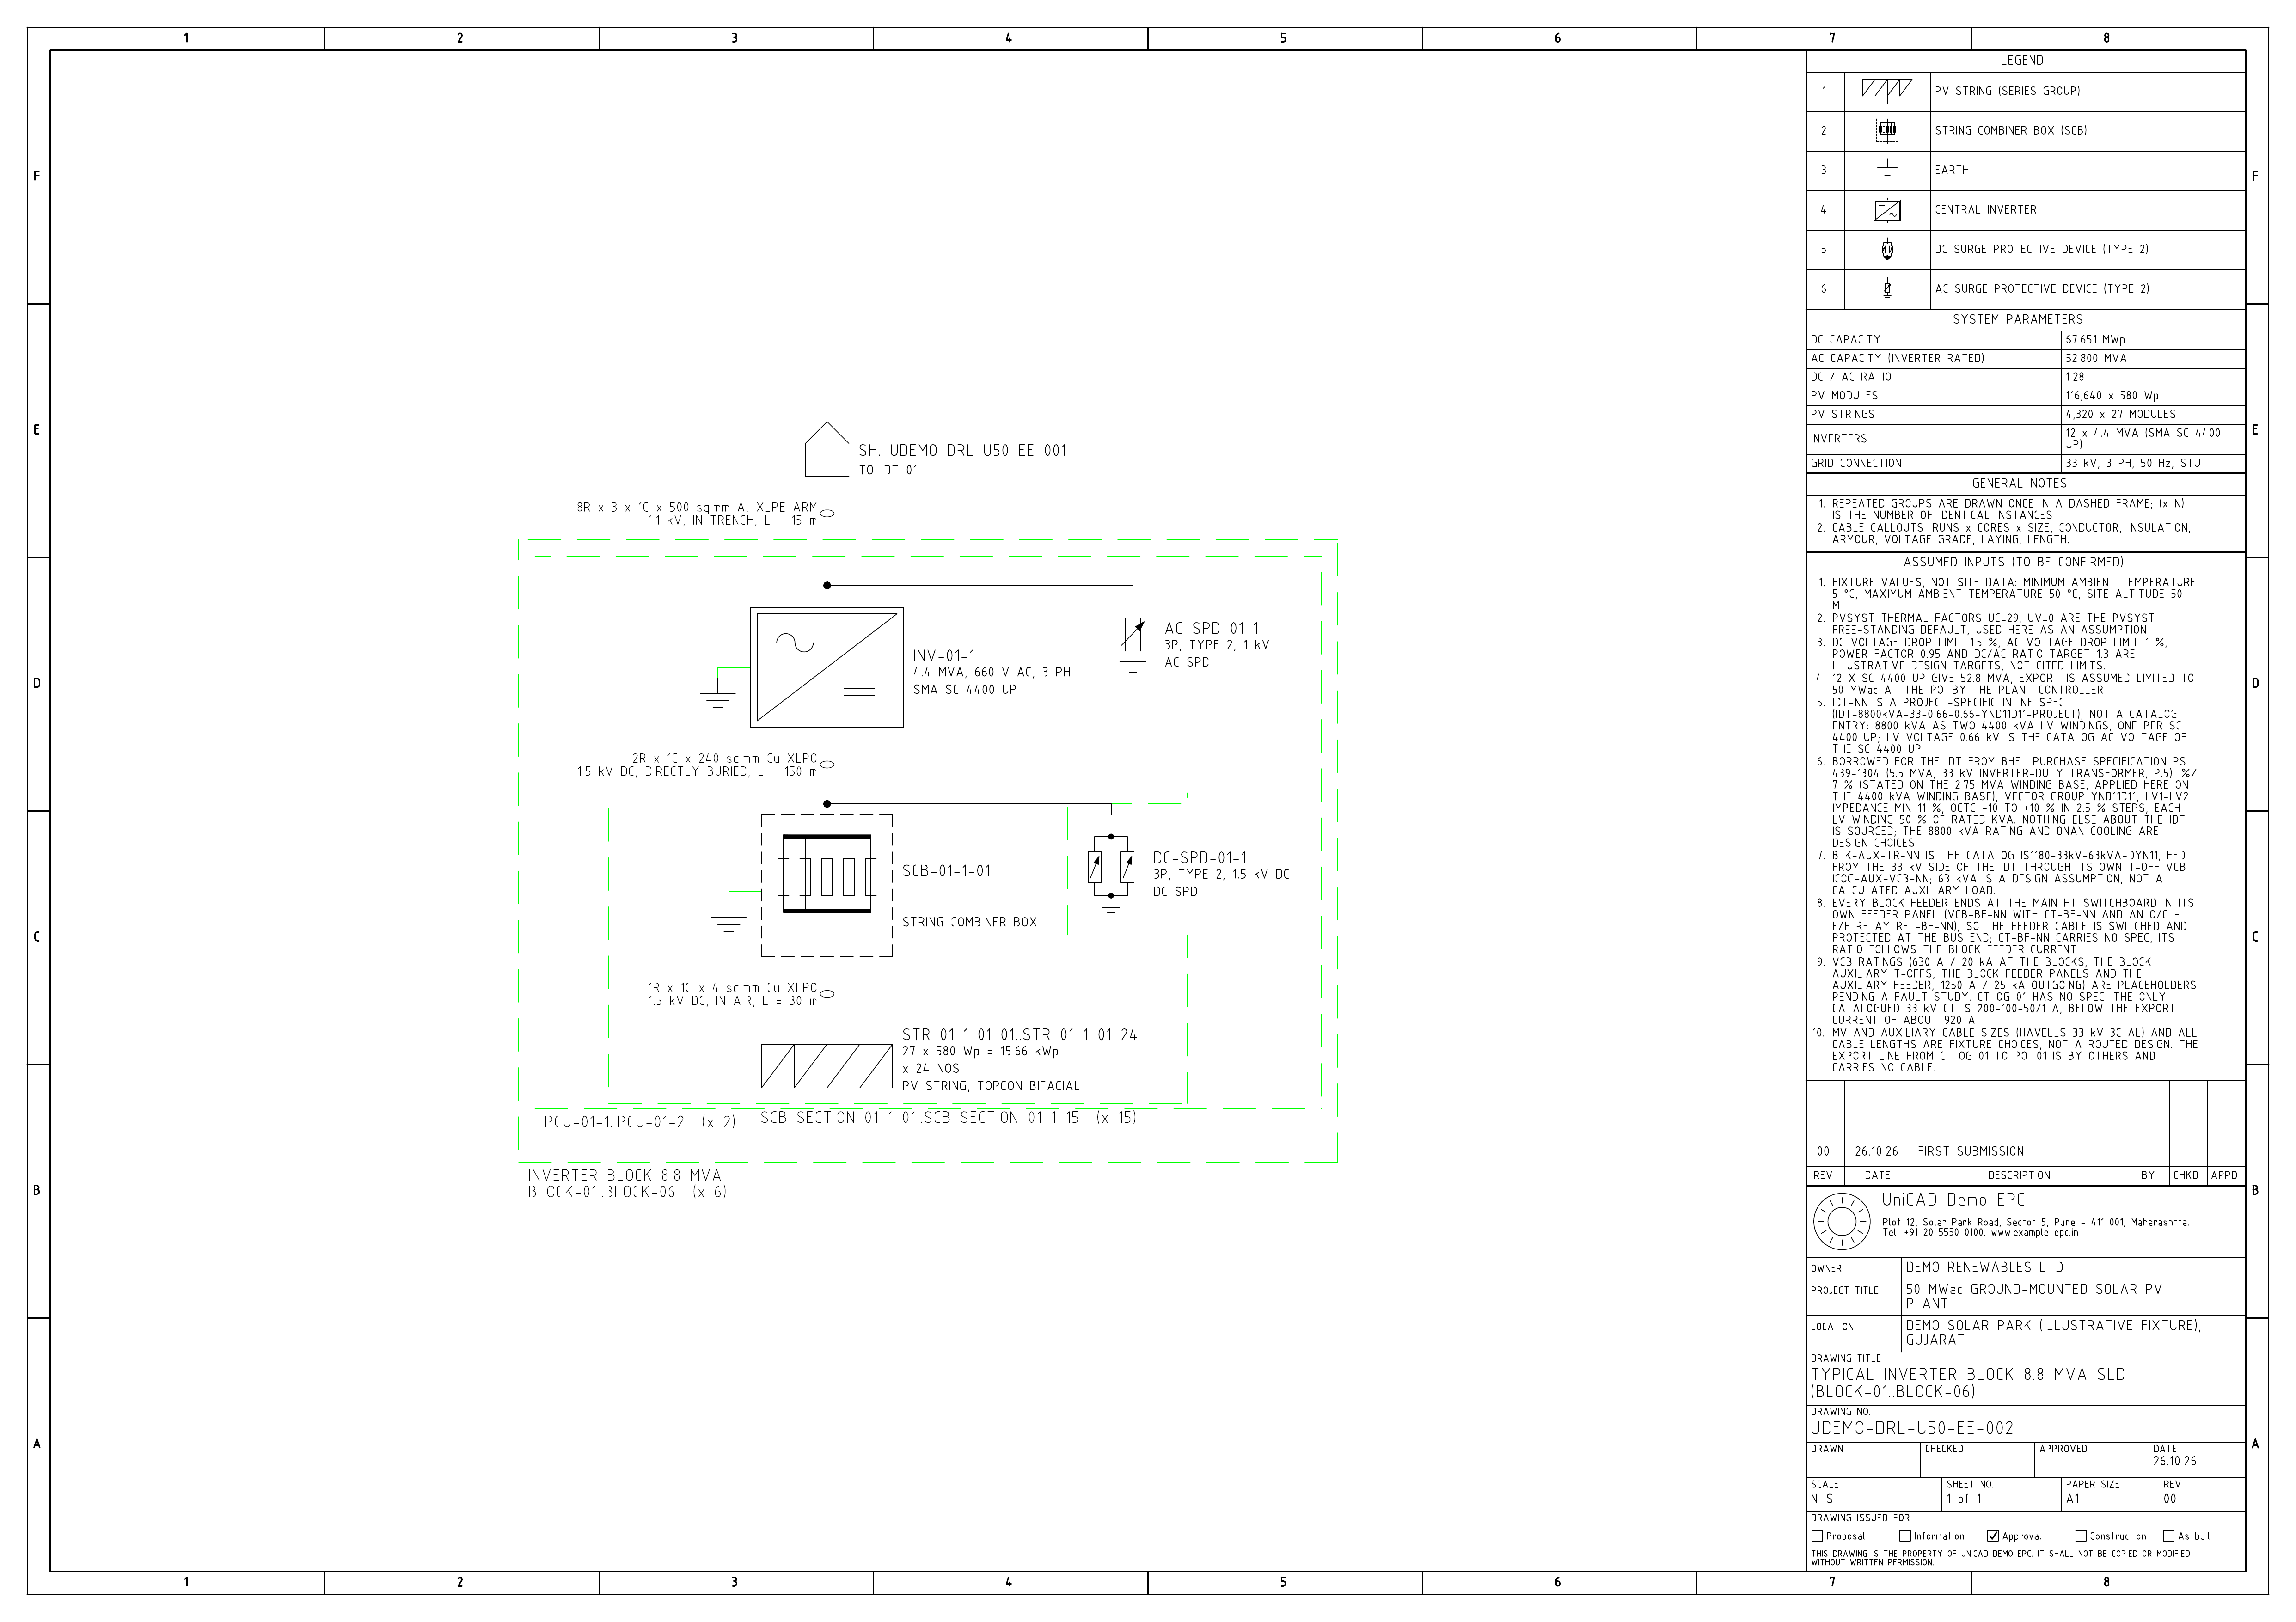 1 2 3 4 5 6 7 8
F
E
D
C
B
A
SH. UDEMO-DRL-U50-EE-001
TO IDT-01
8R x 3 x 1C x 500 sq.mm Al XLPE ARM
1.1 kV, IN TRENCH, L = 15 m
AC-SPD-01-1
3P, TYPE 2, 1 kV
AC SPD
INV-01-1
4.4 MVA, 660 V AC, 3 PH
SMA SC 4400 UP
2R x 1C x 240 sq.mm Cu XLPO
1.5 kV DC, DIRECTLY BURIED, L = 150 m
DC-SPD-01-1
3P, TYPE 2, 1.5 kV DC
DC SPD
SCB-01-1-01
STRING COMBINER BOX
1R x 1C x 4 sq.mm Cu XLPO
1.5 kV DC, IN AIR, L = 30 m
STR-01-1-01-01..STR-01-1-01-24
27 x 580 Wp = 15.66 kWp
x 24 NOS
PV STRING, TOPCON BIFACIAL
PCU-01-1..PCU-01-2 (x 2)
SCB SECTION-01-1-01..SCB SECTION-01-1-15 (x 15)
INVERTER BLOCK 8.8 MVA
BLOCK-01..BLOCK-06 (x 6)
LEGEND
1 PV STRING (SERIES GROUP)
2 STRING COMBINER BOX (SCB)
3 EARTH
4 CENTRAL INVERTER
5 DC SURGE PROTECTIVE DEVICE (TYPE 2)
6 AC SURGE PROTECTIVE DEVICE (TYPE 2)
SYSTEM PARAMETERS
DC CAPACITY 67.651 MWp
AC CAPACITY (INVERTER RATED) 52.800 MVA
DC / AC RATIO 1.28
PV MODULES 116,640 x 580 Wp
PV STRINGS 4,320 x 27 MODULES
INVERTERS 12 x 4.4 MVA (SMA SC 4400
UP)
GRID CONNECTION 33 kV, 3 PH, 50 Hz, STU
GENERAL NOTES
1. REPEATED GROUPS ARE DRAWN ONCE IN A DASHED FRAME; (x N)
IS THE NUMBER OF IDENTICAL INSTANCES.
2. CABLE CALLOUTS: RUNS x CORES x SIZE, CONDUCTOR, INSULATION,
ARMOUR, VOLTAGE GRADE, LAYING, LENGTH.
ASSUMED INPUTS (TO BE CONFIRMED)
1. FIXTURE VALUES, NOT SITE DATA: MINIMUM AMBIENT TEMPERATURE
5 °C, MAXIMUM AMBIENT TEMPERATURE 50 °C, SITE ALTITUDE 50
M.
2. PVSYST THERMAL FACTORS UC=29, UV=0 ARE THE PVSYST
FREE-STANDING DEFAULT, USED HERE AS AN ASSUMPTION.
3. DC VOLTAGE DROP LIMIT 1.5 %, AC VOLTAGE DROP LIMIT 1 %,
POWER FACTOR 0.95 AND DC/AC RATIO TARGET 1.3 ARE
ILLUSTRATIVE DESIGN TARGETS, NOT CITED LIMITS.
4. 12 X SC 4400 UP GIVE 52.8 MVA; EXPORT IS ASSUMED LIMITED TO
50 MWac AT THE POI BY THE PLANT CONTROLLER.
5. IDT-NN IS A PROJECT-SPECIFIC INLINE SPEC
(IDT-8800kVA-33-0.66-0.66-YND11D11-PROJECT), NOT A CATALOG
ENTRY: 8800 kVA AS TWO 4400 kVA LV WINDINGS, ONE PER SC
4400 UP; LV VOLTAGE 0.66 kV IS THE CATALOG AC VOLTAGE OF
THE SC 4400 UP.
6. BORROWED FOR THE IDT FROM BHEL PURCHASE SPECIFICATION PS
439-1304 (5.5 MVA, 33 kV INVERTER-DUTY TRANSFORMER, P.5): %Z
7 % (STATED ON THE 2.75 MVA WINDING BASE, APPLIED HERE ON
THE 4400 kVA WINDING BASE), VECTOR GROUP YND11D11, LV1-LV2
IMPEDANCE MIN 11 %, OCTC -10 TO +10 % IN 2.5 % STEPS, EACH
LV WINDING 50 % OF RATED KVA. NOTHING ELSE ABOUT THE IDT
IS SOURCED; THE 8800 kVA RATING AND ONAN COOLING ARE
DESIGN CHOICES.
7. BLK-AUX-TR-NN IS THE CATALOG IS1180-33kV-63kVA-DYN11, FED
FROM THE 33 kV SIDE OF THE IDT THROUGH ITS OWN T-OFF VCB
ICOG-AUX-VCB-NN; 63 kVA IS A DESIGN ASSUMPTION, NOT A
CALCULATED AUXILIARY LOAD.
8. EVERY BLOCK FEEDER ENDS AT THE MAIN HT SWITCHBOARD IN ITS
OWN FEEDER PANEL (VCB-BF-NN WITH CT-BF-NN AND AN O/C +
E/F RELAY REL-BF-NN), SO THE FEEDER CABLE IS SWITCHED AND
PROTECTED AT THE BUS END; CT-BF-NN CARRIES NO SPEC, ITS
RATIO FOLLOWS THE BLOCK FEEDER CURRENT.
9. VCB RATINGS (630 A / 20 kA AT THE BLOCKS, THE BLOCK
AUXILIARY T-OFFS, THE BLOCK FEEDER PANELS AND THE
AUXILIARY FEEDER, 1250 A / 25 kA OUTGOING) ARE PLACEHOLDERS
PENDING A FAULT STUDY. CT-OG-01 HAS NO SPEC: THE ONLY
CATALOGUED 33 kV CT IS 200-100-50/1 A, BELOW THE EXPORT
CURRENT OF ABOUT 920 A.
10. MV AND AUXILIARY CABLE SIZES (HAVELLS 33 kV 3C AL) AND ALL
CABLE LENGTHS ARE FIXTURE CHOICES, NOT A ROUTED DESIGN. THE
EXPORT LINE FROM CT-OG-01 TO POI-01 IS BY OTHERS AND
CARRIES NO CABLE.
00 26.10.26 FIRST SUBMISSION
REV DATE DESCRIPTION BY CHKD APPD
UniCAD Demo EPC
Plot 12, Solar Park Road, Sector 5, Pune - 411 001, Maharashtra.
Tel: +91 20 5550 0100. www.example-epc.in
OWNER DEMO RENEWABLES LTD
PROJECT TITLE 50 MWac GROUND-MOUNTED SOLAR PV
PLANT
LOCATION DEMO SOLAR PARK (ILLUSTRATIVE FIXTURE),
GUJARAT
DRAWING TITLE
TYPICAL INVERTER BLOCK 8.8 MVA SLD
(BLOCK-01..BLOCK-06)
DRAWING NO.
UDEMO-DRL-U50-EE-002
DRAWN CHECKED APPROVED DATE
26.10.26
SCALE SHEET NO. PAPER SIZE REV
NTS 1 of 1 A1 00
DRAWING ISSUED FOR
Proposal Information Approval Construction As built
THIS DRAWING IS THE PROPERTY OF UNICAD DEMO EPC. IT SHALL NOT BE COPIED OR MODIFIED
WITHOUT WRITTEN PERMISSION.
F
E
D
C
B
A
1 2 3 4 5 6 7 8